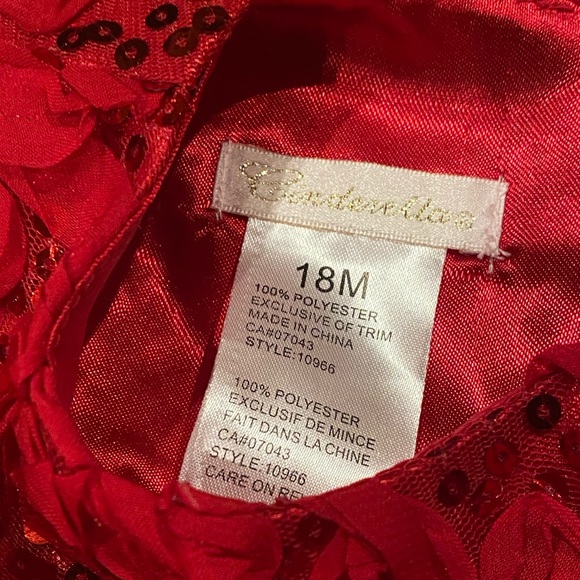 Cinderellas
18M
100% POLYESTER
EXCLUSIVE OF TRIM
MADE IN CHINA
CA#07043
STYLE:10966
100% POLYESTER
EXCLUSIF DE MINCE
FAIT DANS LA CHINE
CA#07043
STYLE:10966
CARE ON